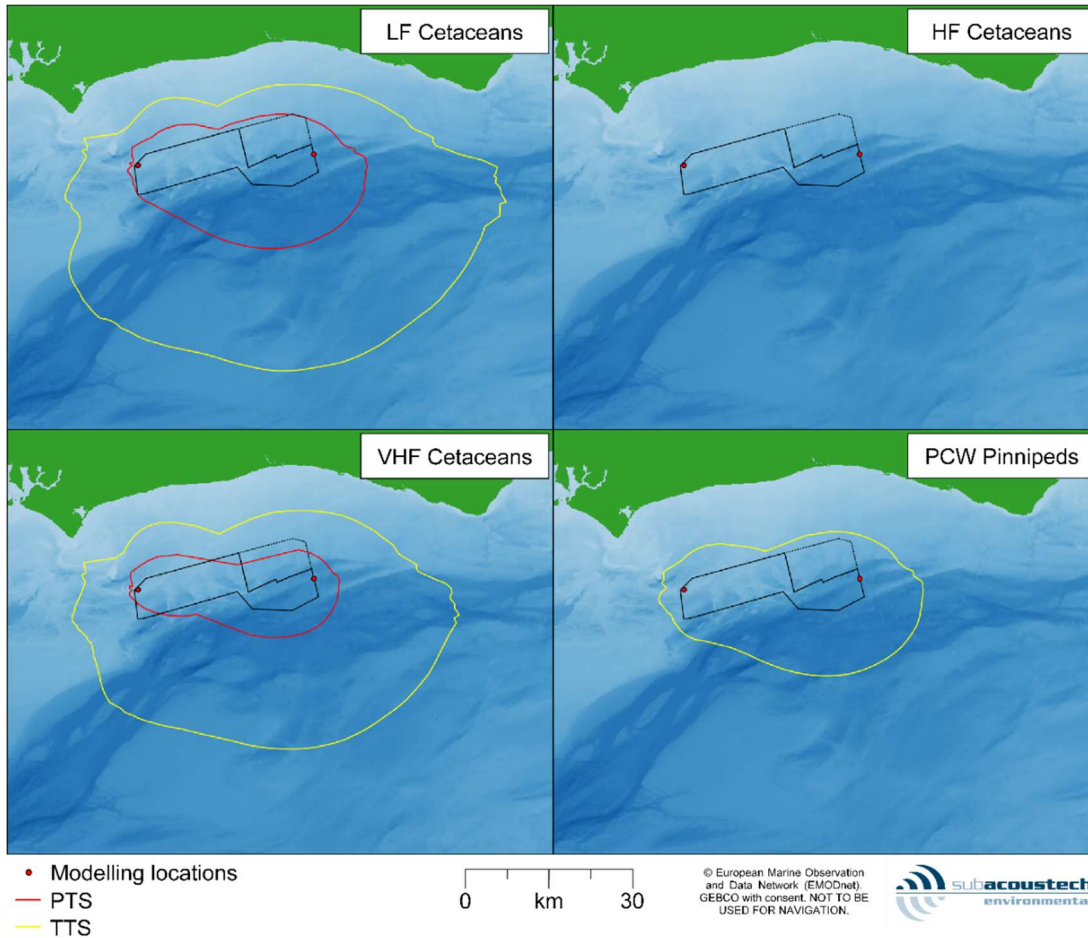 LF Cetaceans
HF Cetaceans
VHF Cetaceans
PCW Pinnipeds
Modelling locations
PTS
TTS
0 km 30
© European Marine Observation
and Data Network (EMODnet).
GEBCO with consent. NOT TO BE
USED FOR NAVIGATION.
subacoustech
environmenta